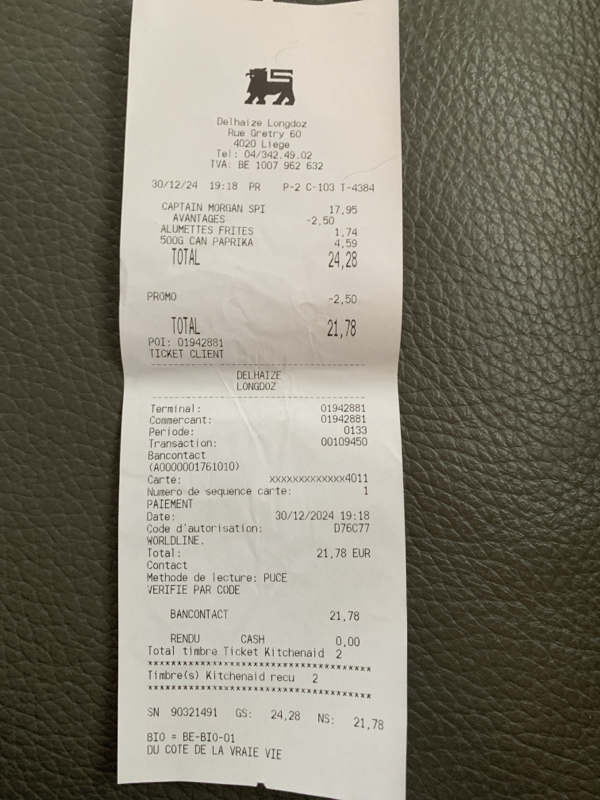 Delhaize Longdoz
Rue Gretry 60
4020 Liege
Tel: 04/342.49.02
TVA: BE 1007 962 632
30/12/24 19:18 PR P-2 C-103 T-4384
CAPTAIN MORGAN SPI 17,95
AVANTAGES -2,50
ALUMETTES FRITES 1,74
500G CAN PAPRIKA 4,59
TOTAL 24,28
PROMO -2,50
TOTAL 21,78
POI: 01942881
TICKET CLIENT
DELHAIZE
LONGDOZ
Terminal: 01942881
Commercant: 01942881
Periode: 0133
Transaction: 00109450
Bancontact
(A0000001761010)
Carte: xxxxxxxxxxxxx4011
Numero de sequence carte: 1
PAIEMENT
Date: 30/12/2024 19:18
Code d'autorisation: D76C77
WORLDLINE.
Total: 21,78 EUR
Contact
Methode de lecture: PUCE
VERIFIE PAR CODE
BANCONTACT 21,78
RENDU CASH 0,00
Total timbre Ticket Kitchenaid 2
****************************************
Timbre(s) Kitchenaid recu 2
****************************************
SN 90321491 GS: 24,28 NS: 21,78
BIO = BE-BIO-01
DU COTE DE LA VRAIE VIE